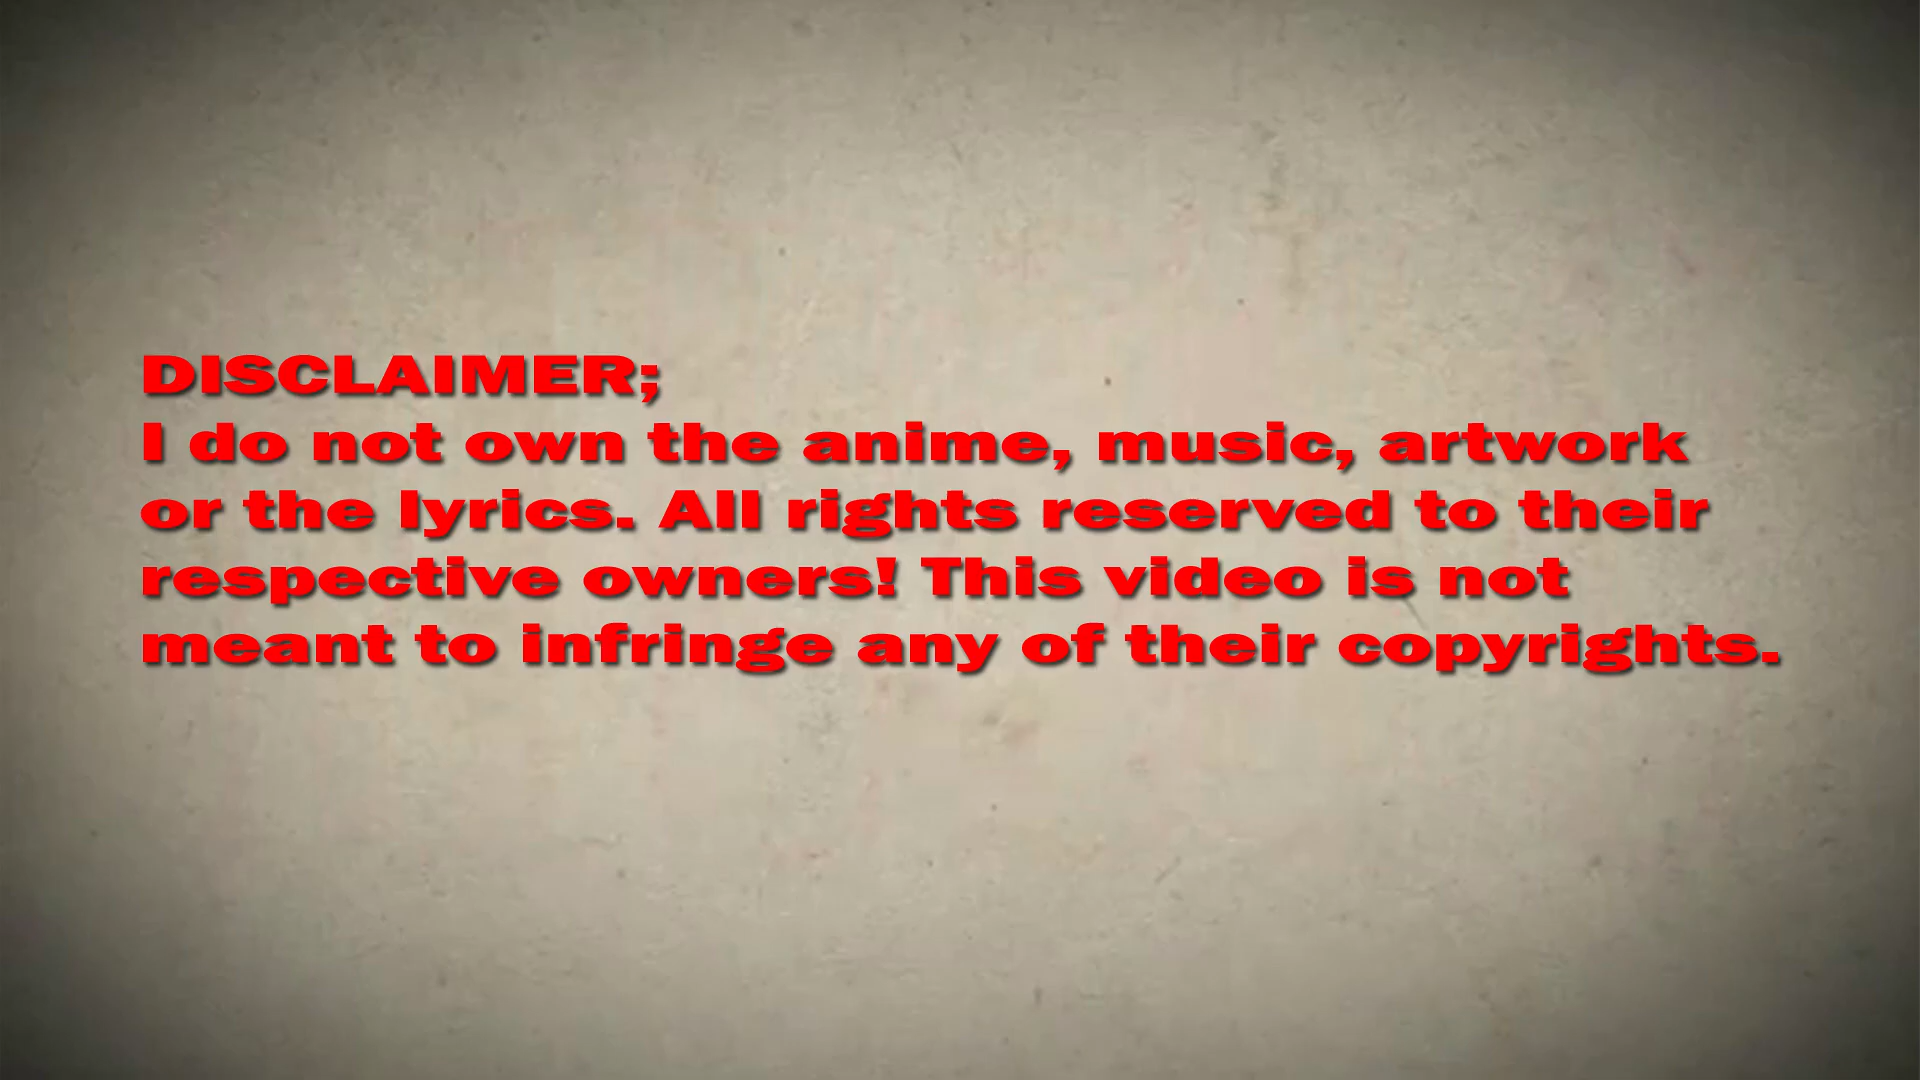 DISCLAIMER;
I do not own the anime, music, artwork
or the lyrics. All rights reserved to their
respective owners! This video is not
meant to infringe any of their copyrights.